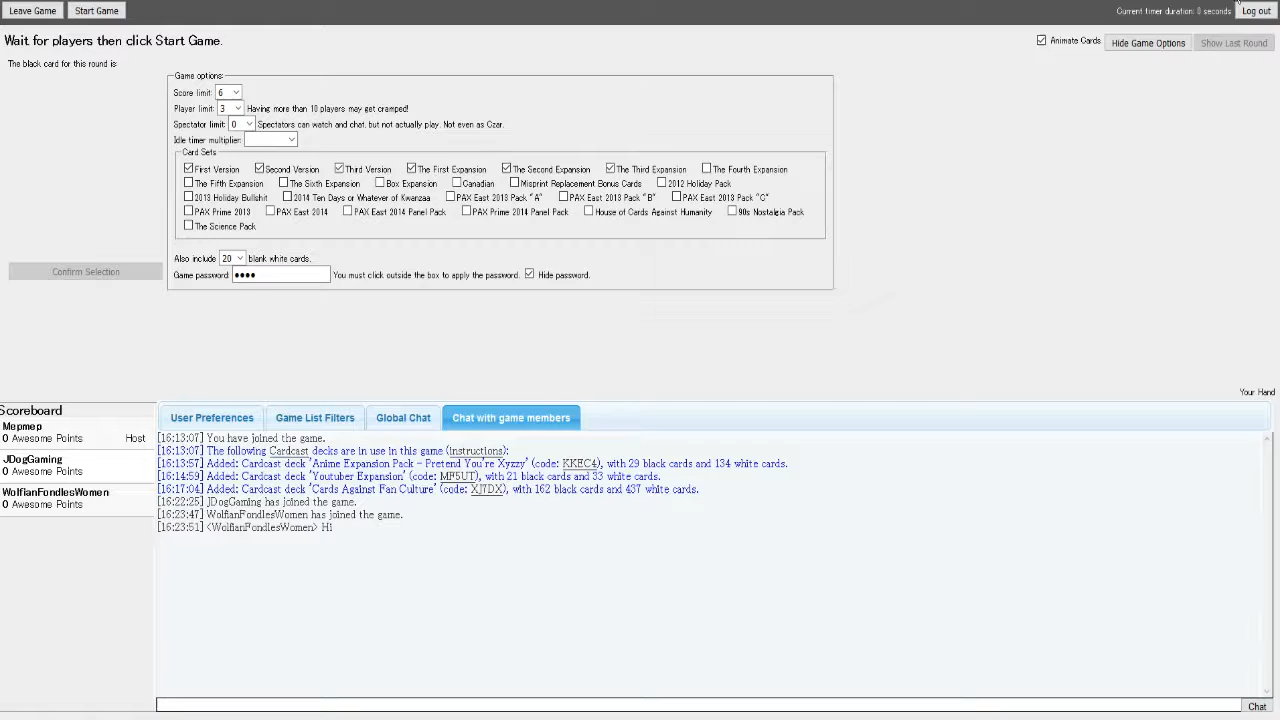 Leave Game Start Game Current timer duration: 0 seconds Log out
Wait for players then click Start Game. Animate Cards Hide Game Options Show Last Round
The black card for this round is:
Game options:
Score limit: 6
Player limit: 3 Having more than 10 players may get cramped!
Spectator limit: 0 Spectators can watch and chat, but not actually play. Not even as Czar.
Idle timer multiplier:
Card Sets
First Version Second Version Third Version The First Expansion The Second Expansion The Third Expansion The Fourth Expansion
The Fifth Expansion The Sixth Expansion Box Expansion Canadian Misprint Replacement Bonus Cards 2012 Holiday Pack
2013 Holiday Bullshit 2014 Ten Days or Whatever of Kwanzaa PAX East 2013 Pack "A" PAX East 2013 Pack "B" PAX East 2013 Pack "C"
PAX Prime 2013 PAX East 2014 PAX East 2014 Panel Pack PAX Prime 2014 Panel Pack House of Cards Against Humanity 90s Nostalgia Pack
The Science Pack
Also include 20 blank white cards.
Confirm Selection
Game password: •••• You must click outside the box to apply the password. Hide password.
Your Hand
Scoreboard
Mepmep
0 Awesome Points Host
JDogGaming
0 Awesome Points
WolfianFondlesWomen
0 Awesome Points
User Preferences Game List Filters Global Chat Chat with game members
[16:13:07] You have joined the game.
[16:13:07] The following Cardcast decks are in use in this game (instructions):
[16:13:57] Added: Cardcast deck 'Anime Expansion Pack - Pretend You're Xyzzy' (code: KKEC4), with 29 black cards and 134 white cards.
[16:14:59] Added: Cardcast deck 'Youtuber Expansion' (code: MF5UT), with 21 black cards and 53 white cards.
[16:17:04] Added: Cardcast deck 'Cards Against Fan Culture' (code: XJ7DX), with 162 black cards and 437 white cards.
[16:22:25] JDogGaming has joined the game.
[16:23:47] WolfianFondlesWomen has joined the game.
[16:23:51] <WolfianFondlesWomen> Hi
Chat